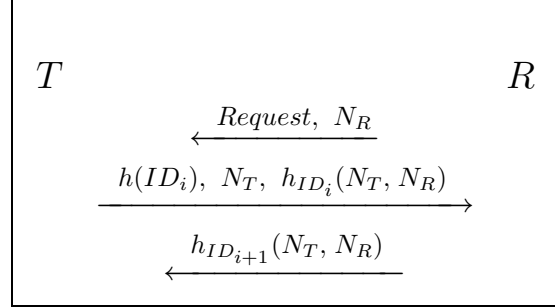 T R
Request, N_R
h(ID_i), N_T, h_{ID_i}(N_T, N_R)
h_{ID_{i+1}}(N_T, N_R)